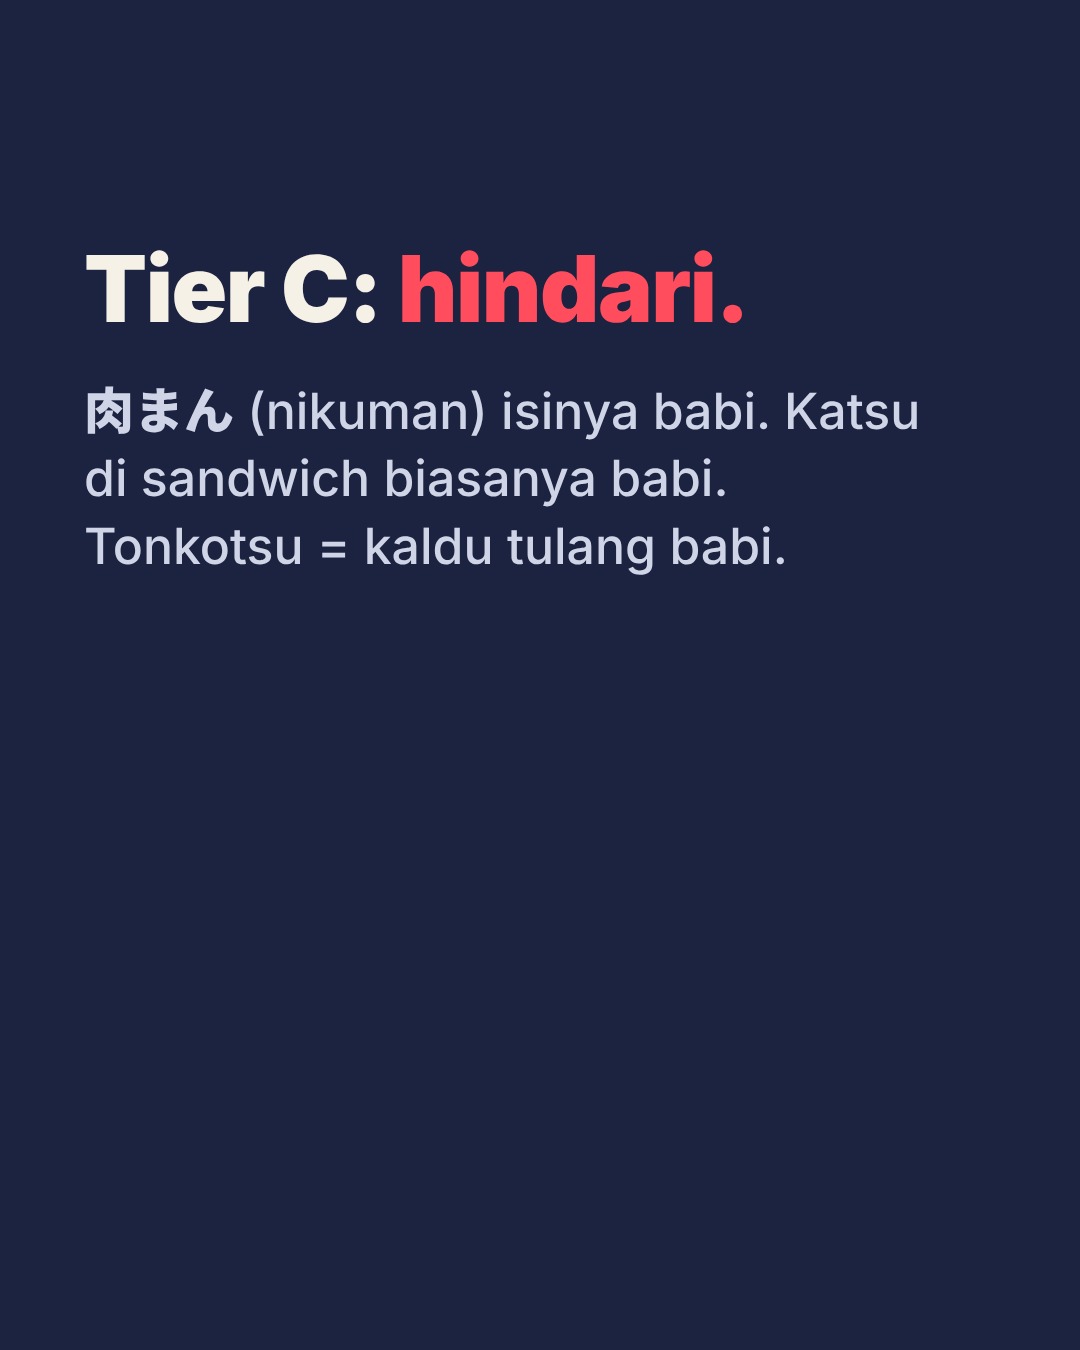 Tier C: hindari.
肉まん (nikuman) isinya babi. Katsu
di sandwich biasanya babi.
Tonkotsu = kaldu tulang babi.